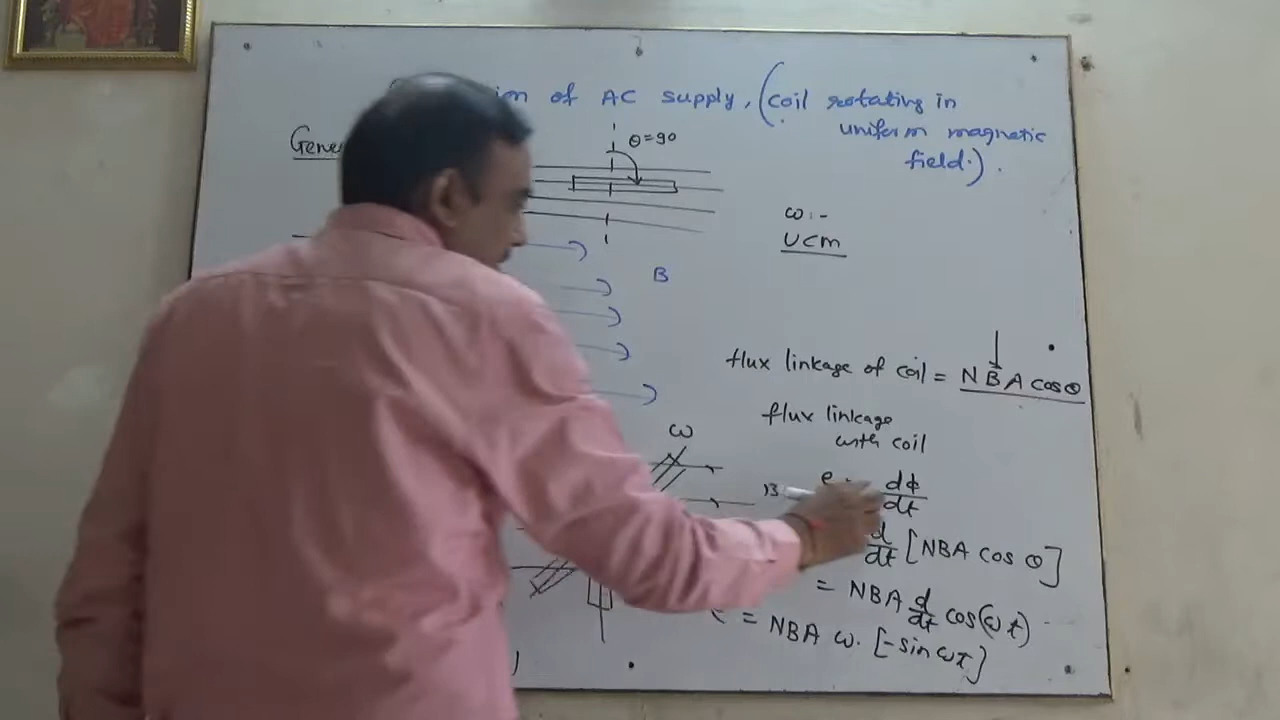 of AC supply, (coil rotating in
uniform magnetic
field.).
θ=90
ω:-
UCM
B
flux linkage of coil = NBA cosθ
flux linkage
with coil
ω
B
e dφ/dt
d/dt [NBA cos θ]
= NBA d/dt cos(ωt)
= NBA ω. [-sin ωt]